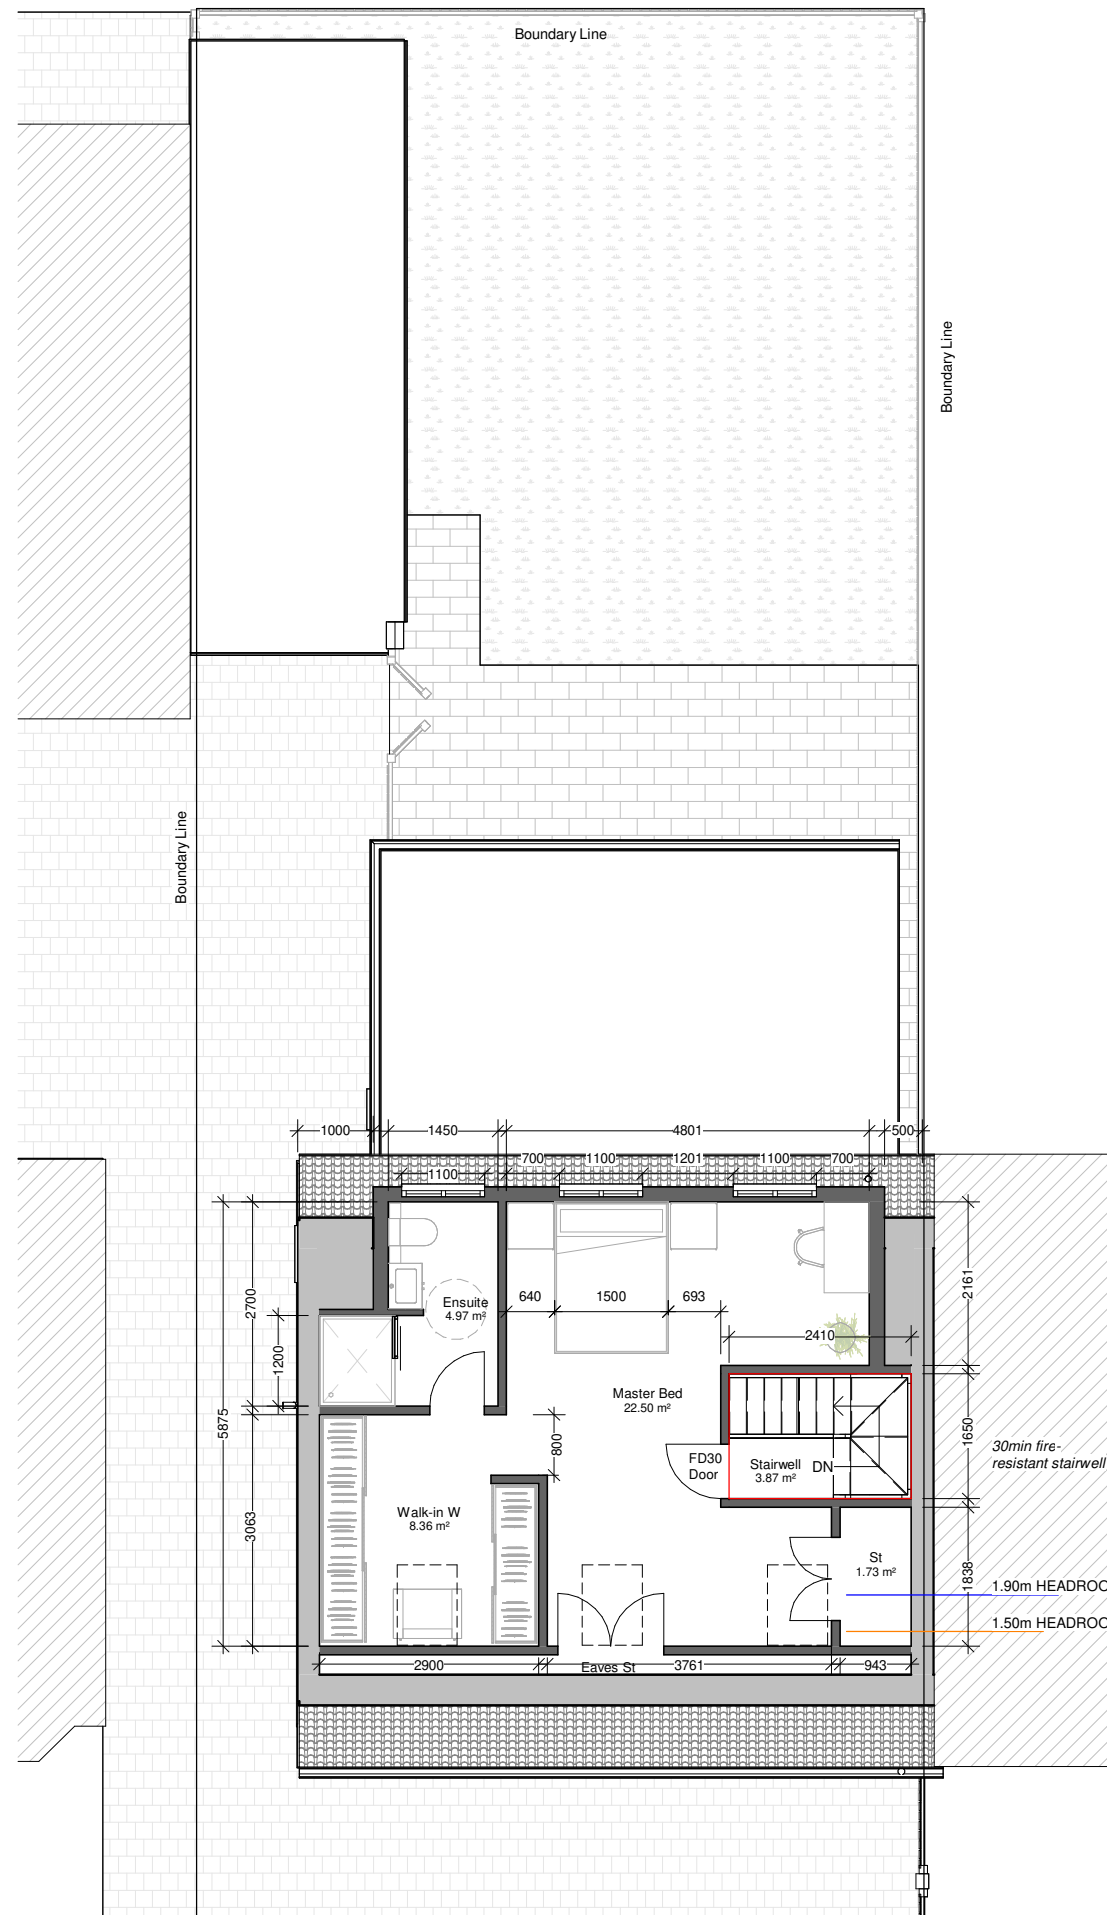 Boundary Line
Boundary Line
Boundary Line
1000
1450
4801
500
700
1100
1201
1100
700
1100
2700
5875
1200
3063
Ensuite
4.97 m²
640
1500
693
2410
2161
Master Bed
22.50 m²
800
FD30
Door
Stairwell
3.87 m²
DN
1650
30min fire-
resistant stairwell
Walk-in W
8.36 m²
St
1.73 m²
1838
1.90m HEADROO
1.50m HEADROO
2900
Eaves St
3761
943